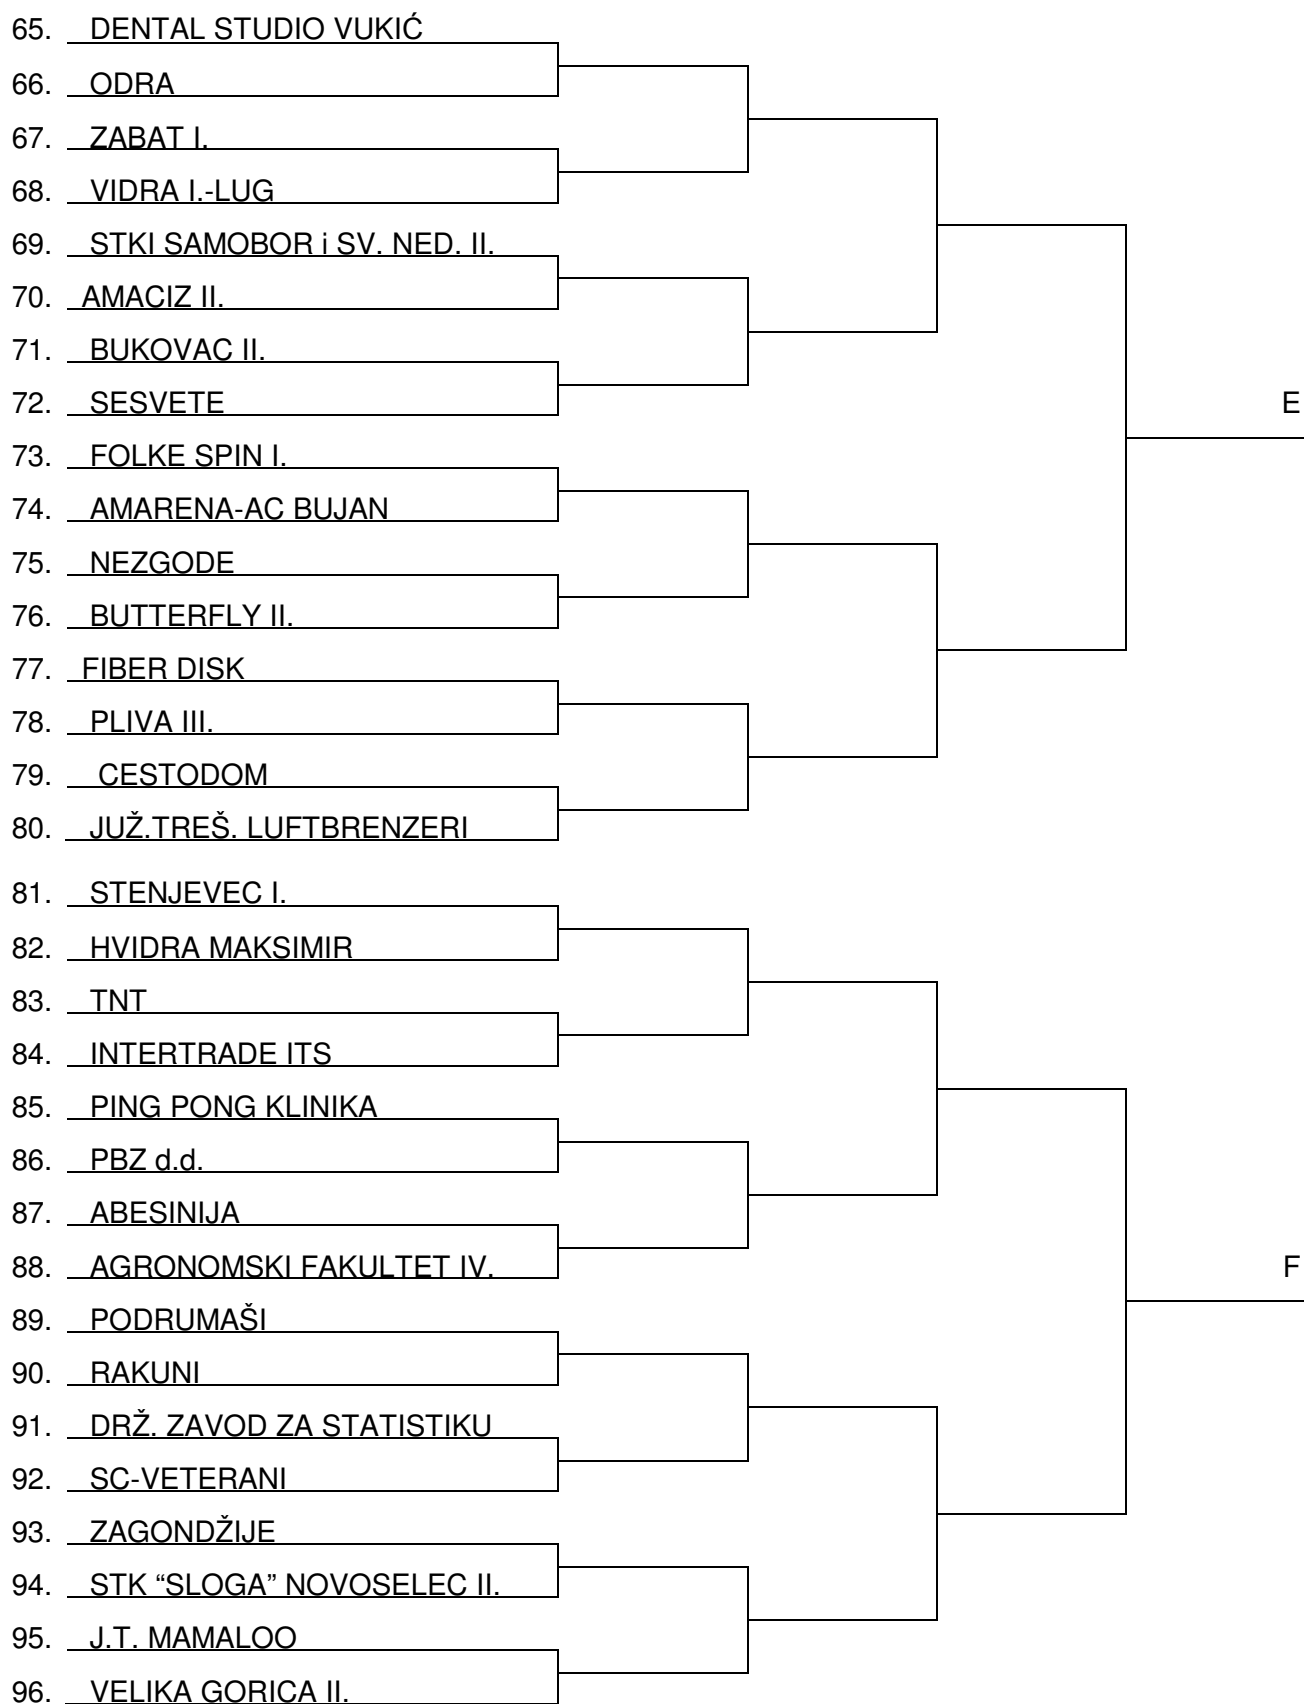 65. DENTAL STUDIO VUKIĆ
66. ODRA
67. ZABAT I.
68. VIDRA I.-LUG
69. STKI SAMOBOR i SV. NED. II.
70. AMACIZ II.
71. BUKOVAC II.
72. SESVETE
E
73. FOLKE SPIN I.
74. AMARENA-AC BUJAN
75. NEZGODE
76. BUTTERFLY II.
77. FIBER DISK
78. PLIVA III.
79. CESTODOM
80. JUŽ.TREŠ. LUFTBRENZERI
81. STENJEVEC I.
82. HVIDRA MAKSIMIR
83. TNT
84. INTERTRADE ITS
85. PING PONG KLINIKA
86. PBZ d.d.
87. ABESINIJA
88. AGRONOMSKI FAKULTET IV.
F
89. PODRUMAŠI
90. RAKUNI
91. DRŽ. ZAVOD ZA STATISTIKU
92. SC-VETERANI
93. ZAGONDŽIJE
94. STK “SLOGA” NOVOSELEC II.
95. J.T. MAMALOO
96. VELIKA GORICA II.